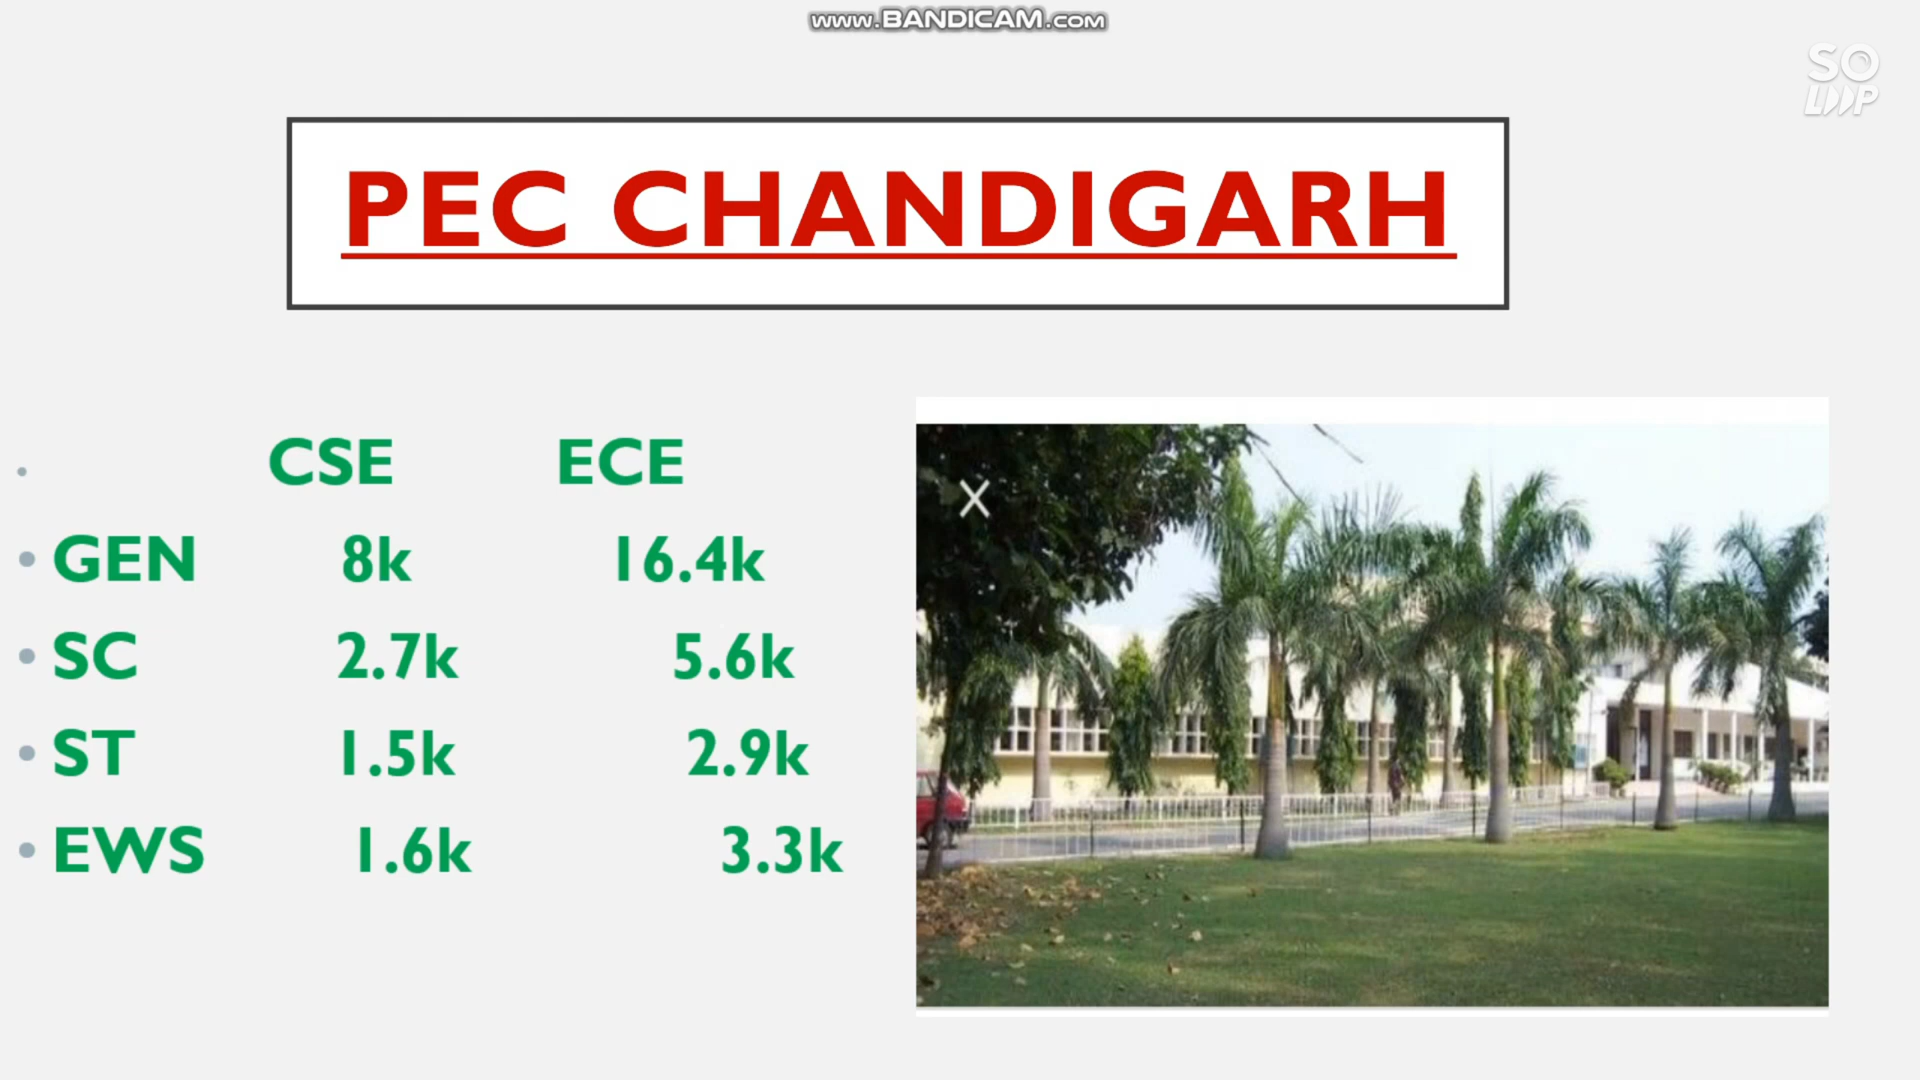 www.BANDICAM.com
SO
LOOP
PEC CHANDIGARH
CSE ECE
GEN 8k 16.4k
SC 2.7k 5.6k
ST 1.5k 2.9k
EWS 1.6k 3.3k